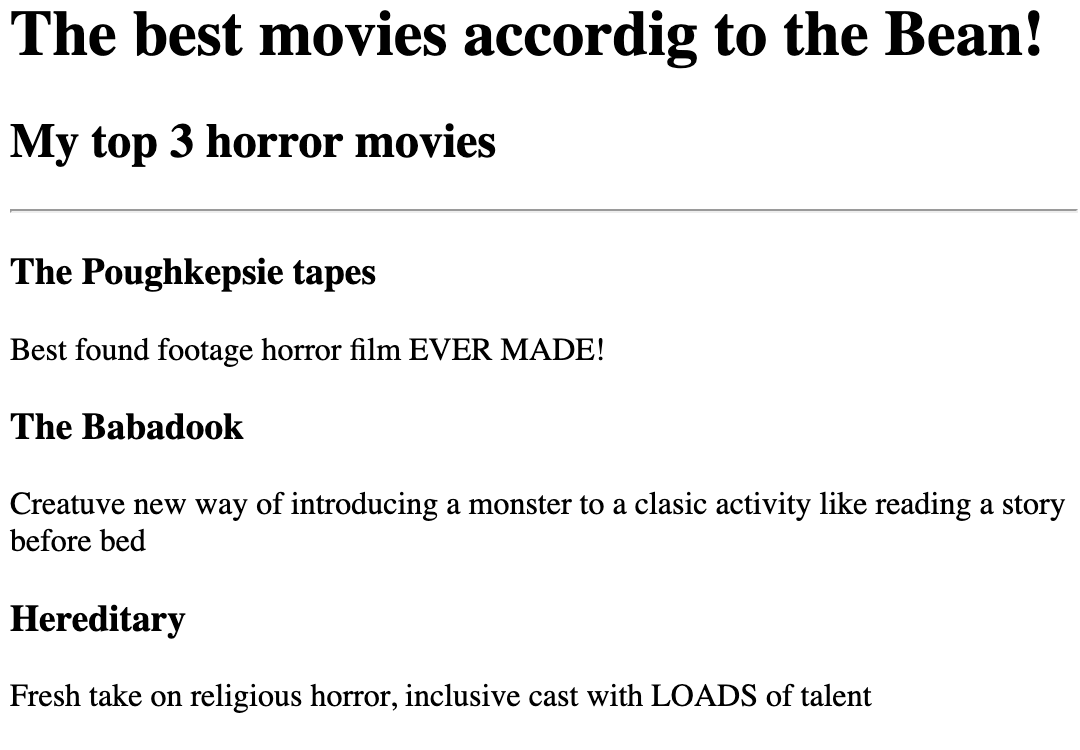 The best movies accordig to the Bean!
My top 3 horror movies
The Poughkepsie tapes
Best found footage horror film EVER MADE!
The Babadook
Creatuve new way of introducing a monster to a clasic activity like reading a story
before bed
Hereditary
Fresh take on religious horror, inclusive cast with LOADS of talent